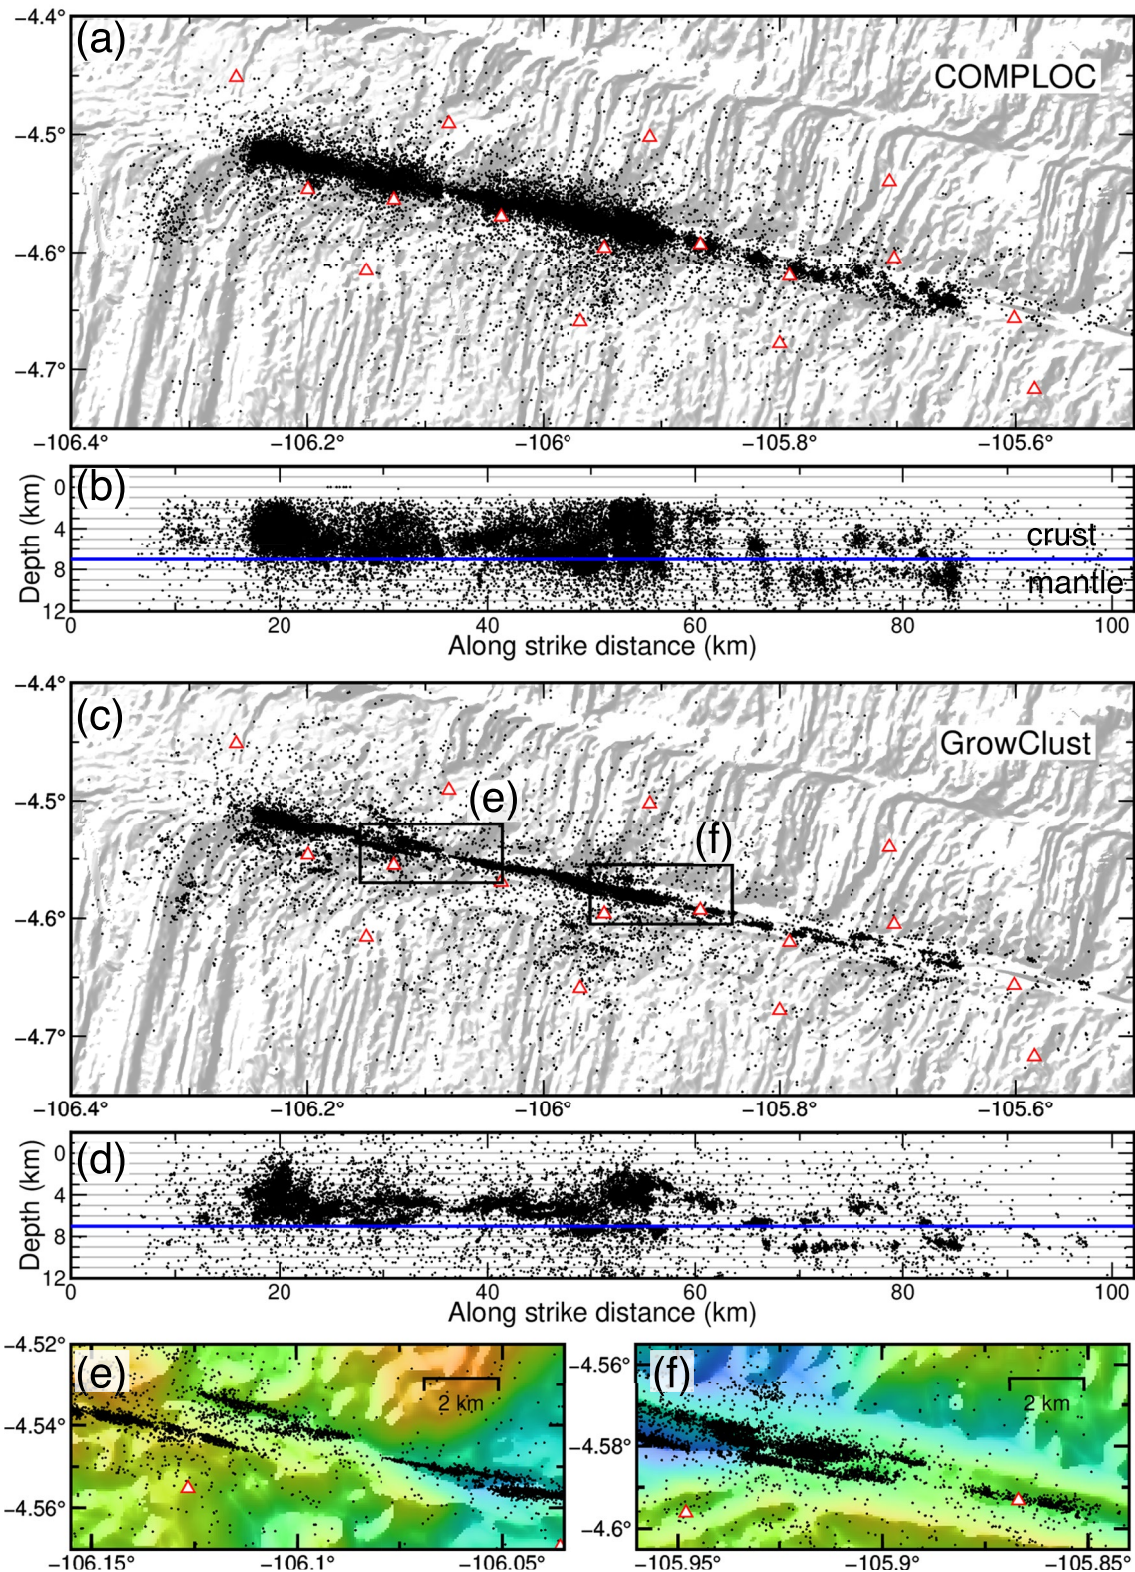 (a)
COMPLOC
−4.4°
−4.5°
−4.6°
−4.7°
−106.4° −106.2° −106° −105.8° −105.6°
(b)
Depth (km)
0
4
8
12
crust
mantle
0 20 40 60 80 100
Along strike distance (km)
(c)
GrowClust
(e)
(f)
−4.4°
−4.5°
−4.6°
−4.7°
−106.4° −106.2° −106° −105.8° −105.6°
(d)
Depth (km)
0
4
8
12
0 20 40 60 80 100
Along strike distance (km)
(e)
2 km
−4.52°
−4.54°
−4.56°
−106.15° −106.1° −106.05°
(f)
2 km
−4.56°
−4.58°
−4.6°
−105.95° −105.9° −105.85°